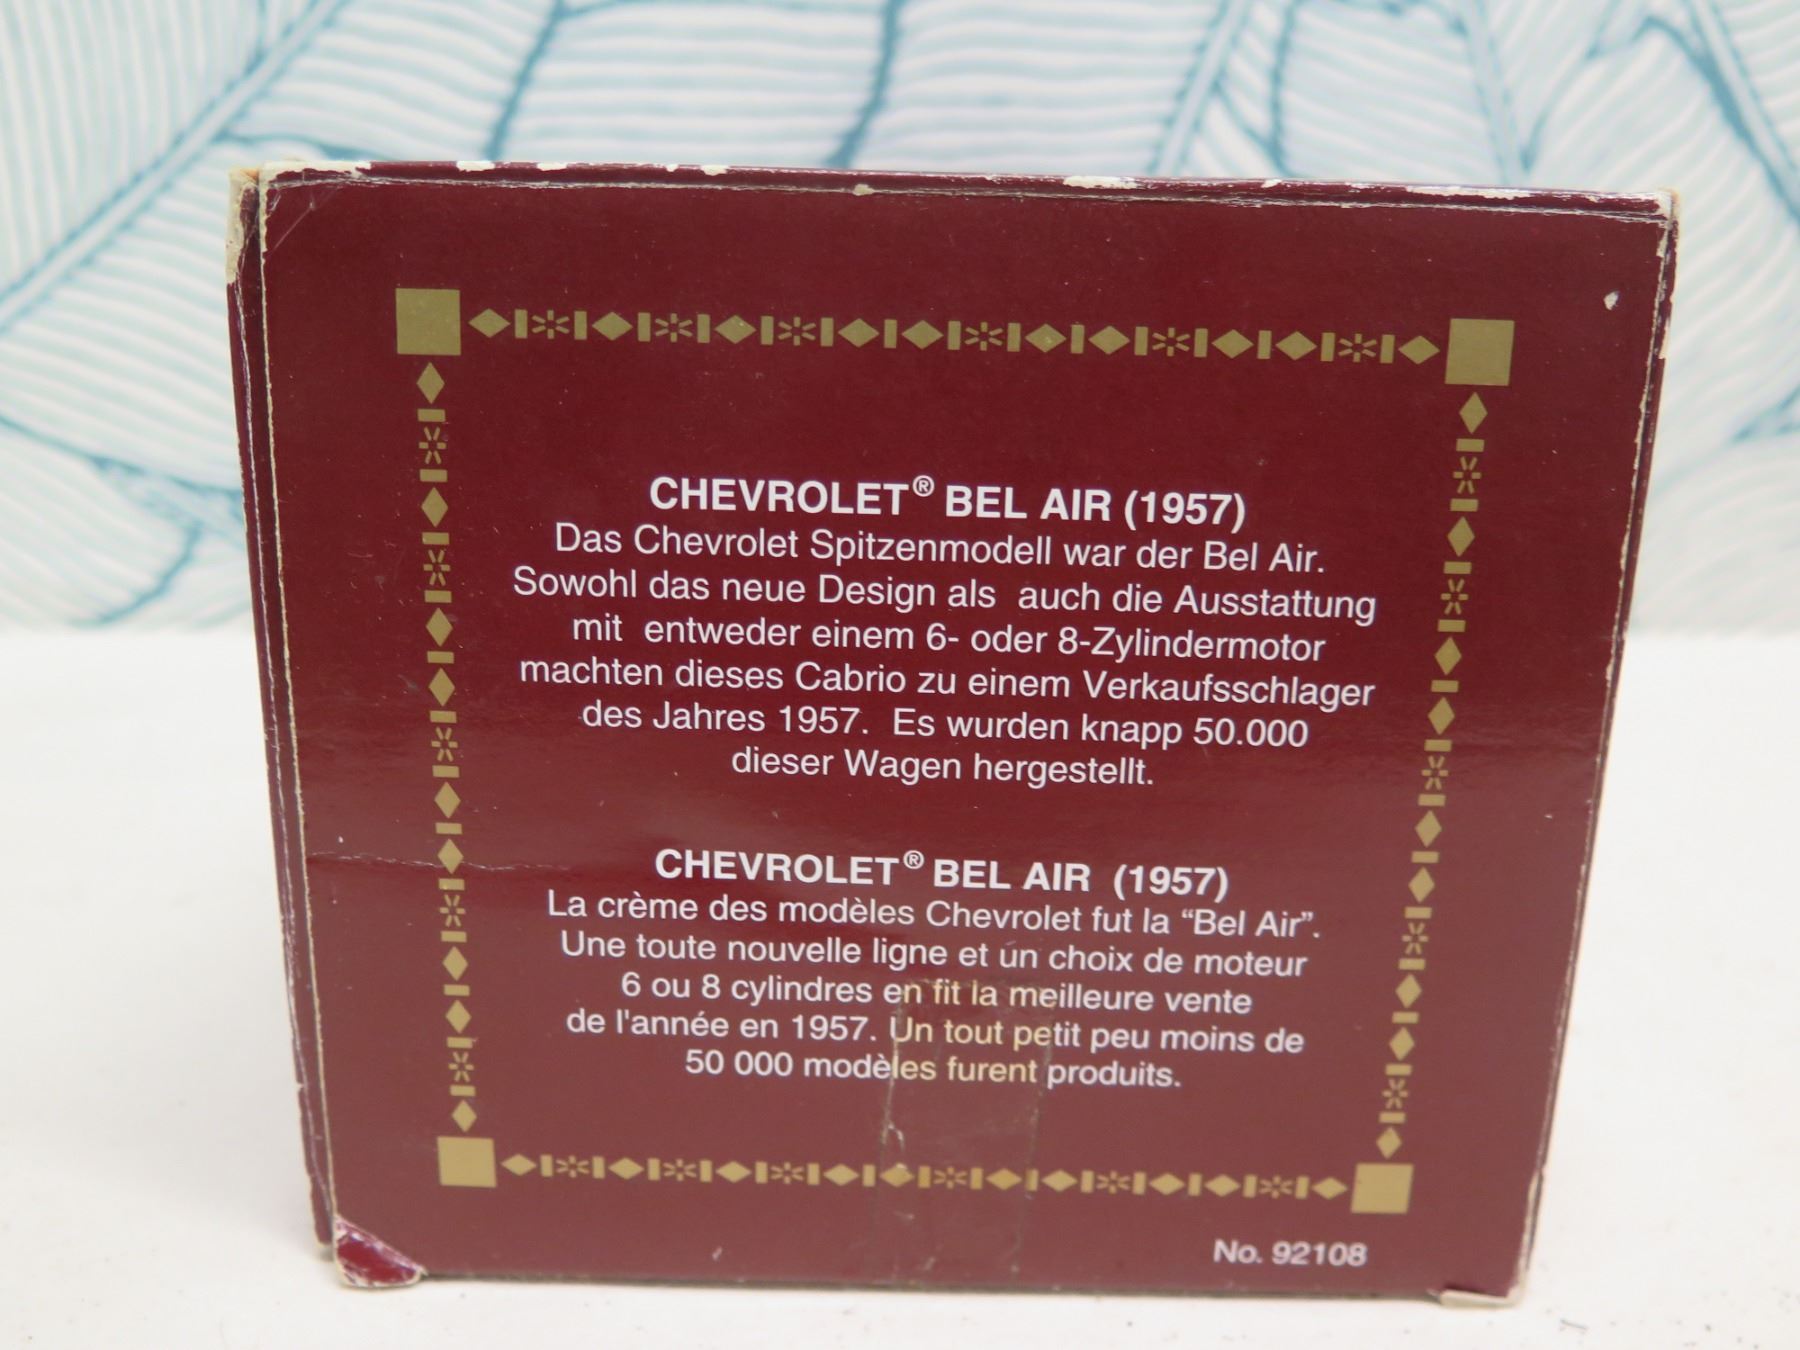 CHEVROLET® BEL AIR (1957)
Das Chevrolet Spitzenmodell war der Bel Air.
Sowohl das neue Design als auch die Ausstattung
mit entweder einem 6- oder 8-Zylindermotor
machten dieses Cabrio zu einem Verkaufsschlager
des Jahres 1957. Es wurden knapp 50.000
dieser Wagen hergestellt.
CHEVROLET® BEL AIR (1957)
La crème des modèles Chevrolet fut la “Bel Air”.
Une toute nouvelle ligne et un choix de moteur
6 ou 8 cylindres en fit la meilleure vente
de l'année en 1957. Un tout petit peu moins de
50 000 modèles furent produits.
No. 92108